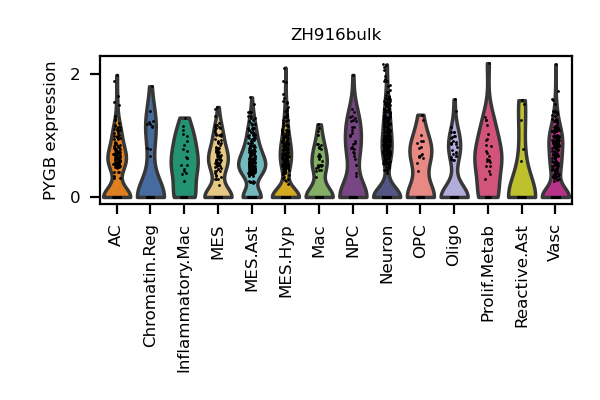 ZH916bulk
PYGB expression
2
0
AC
Chromatin.Reg
Inflammatory.Mac
MES
MES.Ast
MES.Hyp
Mac
NPC
Neuron
OPC
Oligo
Prolif.Metab
Reactive.Ast
Vasc